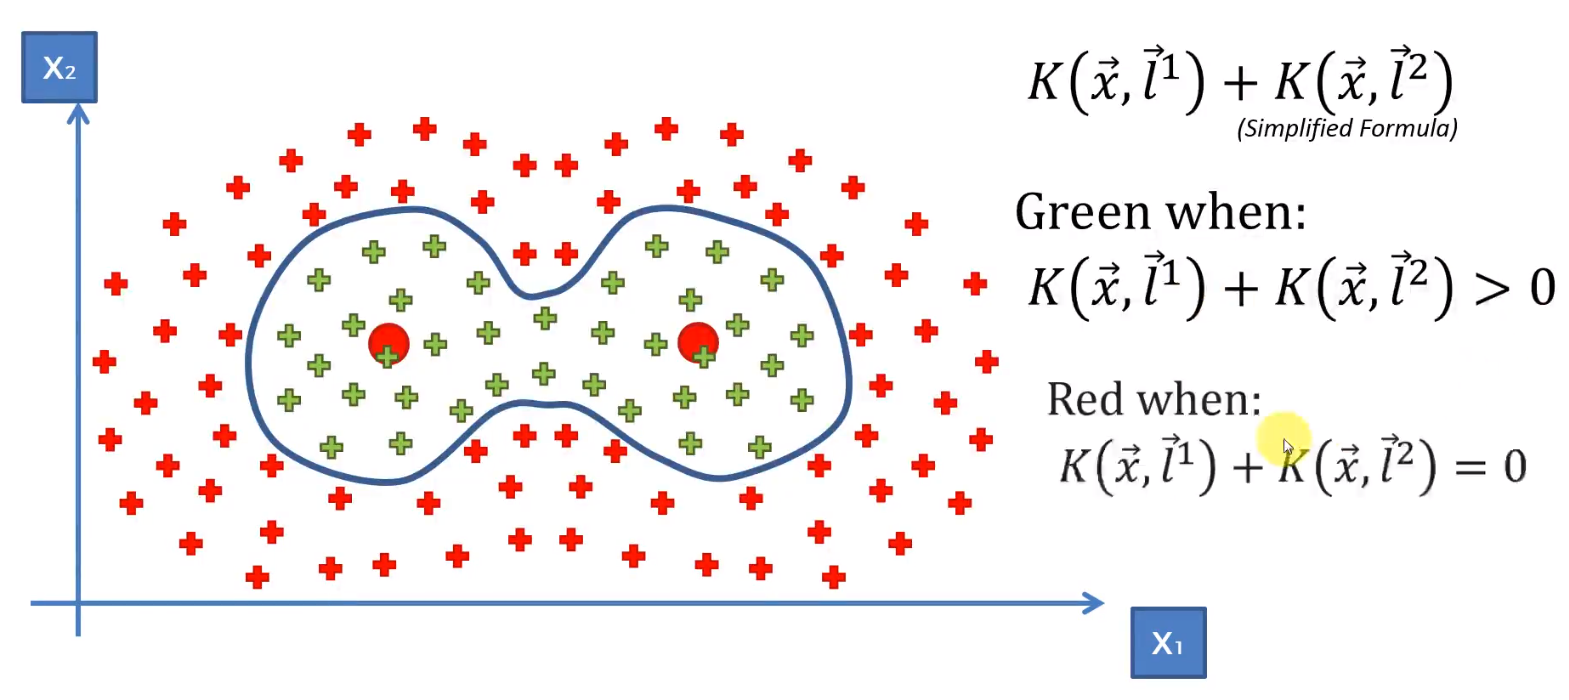 X₂
K(x⃗, l⃗¹) + K(x⃗, l⃗²)
(Simplified Formula)
Green when:
K(x⃗, l⃗¹) + K(x⃗, l⃗²) > 0
Red when:
K(x⃗, l⃗¹) + K(x⃗, l⃗²) = 0
X₁